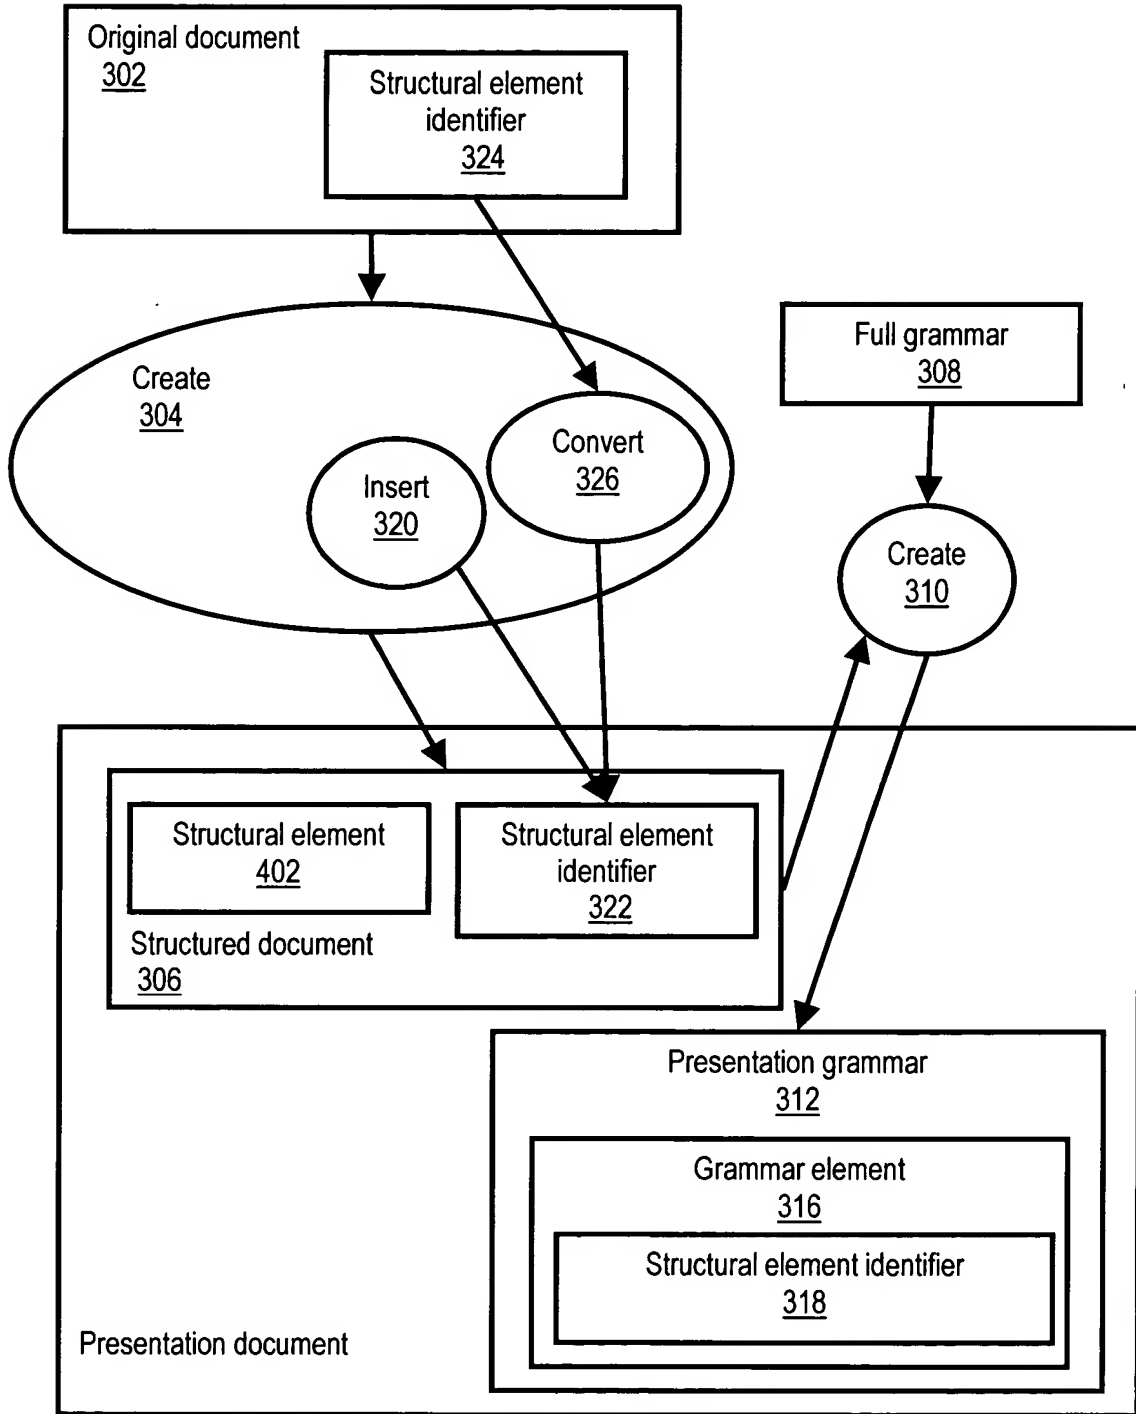 Original document
302
Structural element
identifier
324
Create
304
Convert
326
Insert
320
Full grammar
308
Create
310
Structural element
402
Structural element
identifier
322
Structured document
306
Presentation grammar
312
Grammar element
316
Structural element identifier
318
Presentation document